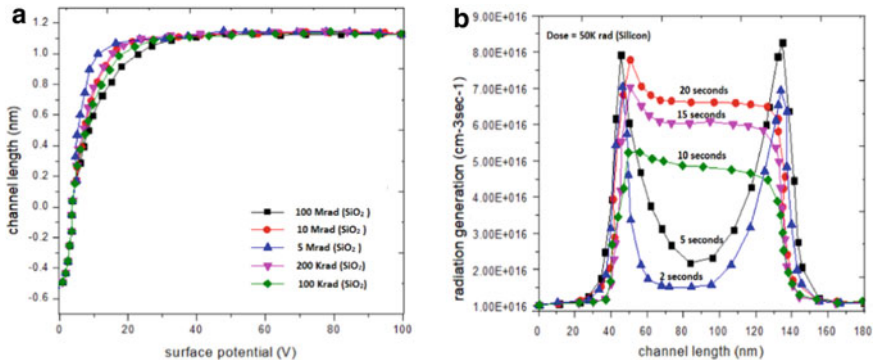 a
1.2
1.0
0.8
0.6
0.4
0.2
0.0
-0.4
-0.6
channel length (nm)
100 Mrad (SiO₂ )
10 Mrad (SiO₂ )
5 Mrad (SiO₂ )
200 Krad (SiO₂)
100 Krad (SiO₂)
0 20 40 60 80 100
surface potential (V)
b
9.00E+016
8.00E+016
7.00E+016
6.00E+016
5.00E+016
4.00E+016
3.00E+016
2.00E+016
1.00E+016
radiation generation (cm-3sec-1)
Dose = 50K rad (Silicon)
20 seconds
15 seconds
10 seconds
5 seconds
2 seconds
0 20 40 60 80 100 120 140 160 180
channel length (nm)